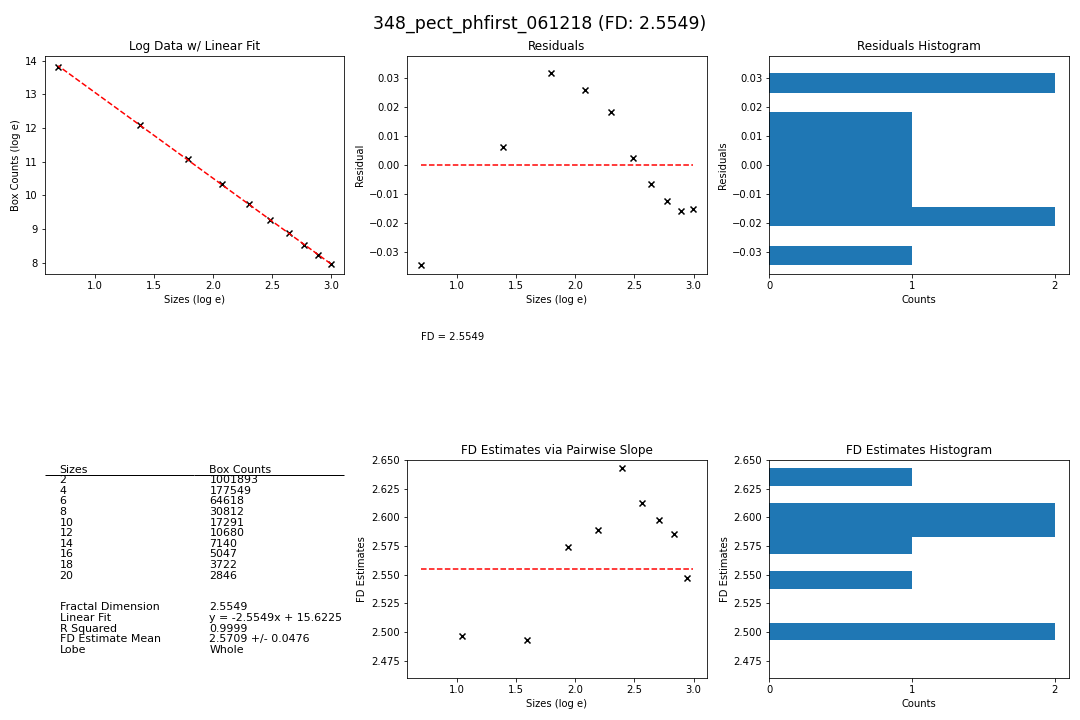 348_pect_phfirst_061218 (FD: 2.5549)
Log Data w/ Linear Fit
Box Counts (log e)
14
13
12
11
10
9
8
1.0 1.5 2.0 2.5 3.0
Sizes (log e)
Residuals
Residual
0.03
0.02
0.01
0.00
−0.01
−0.02
−0.03
1.0 1.5 2.0 2.5 3.0
Sizes (log e)
Residuals Histogram
Residuals
0.03
0.02
0.01
0.00
−0.01
−0.02
−0.03
0 1 2
Counts
FD = 2.5549
Sizes Box Counts
2 1001893
4 177549
6 64618
8 30812
10 17291
12 10680
14 7140
16 5047
18 3722
20 2846
Fractal Dimension 2.5549
Linear Fit y = -2.5549x + 15.6225
R Squared 0.9999
FD Estimate Mean 2.5709 +/- 0.0476
Lobe Whole
FD Estimates via Pairwise Slope
FD Estimates
2.650
2.625
2.600
2.575
2.550
2.525
2.500
2.475
1.0 1.5 2.0 2.5 3.0
Sizes (log e)
FD Estimates Histogram
FD Estimates
2.650
2.625
2.600
2.575
2.550
2.525
2.500
2.475
0 1 2
Counts